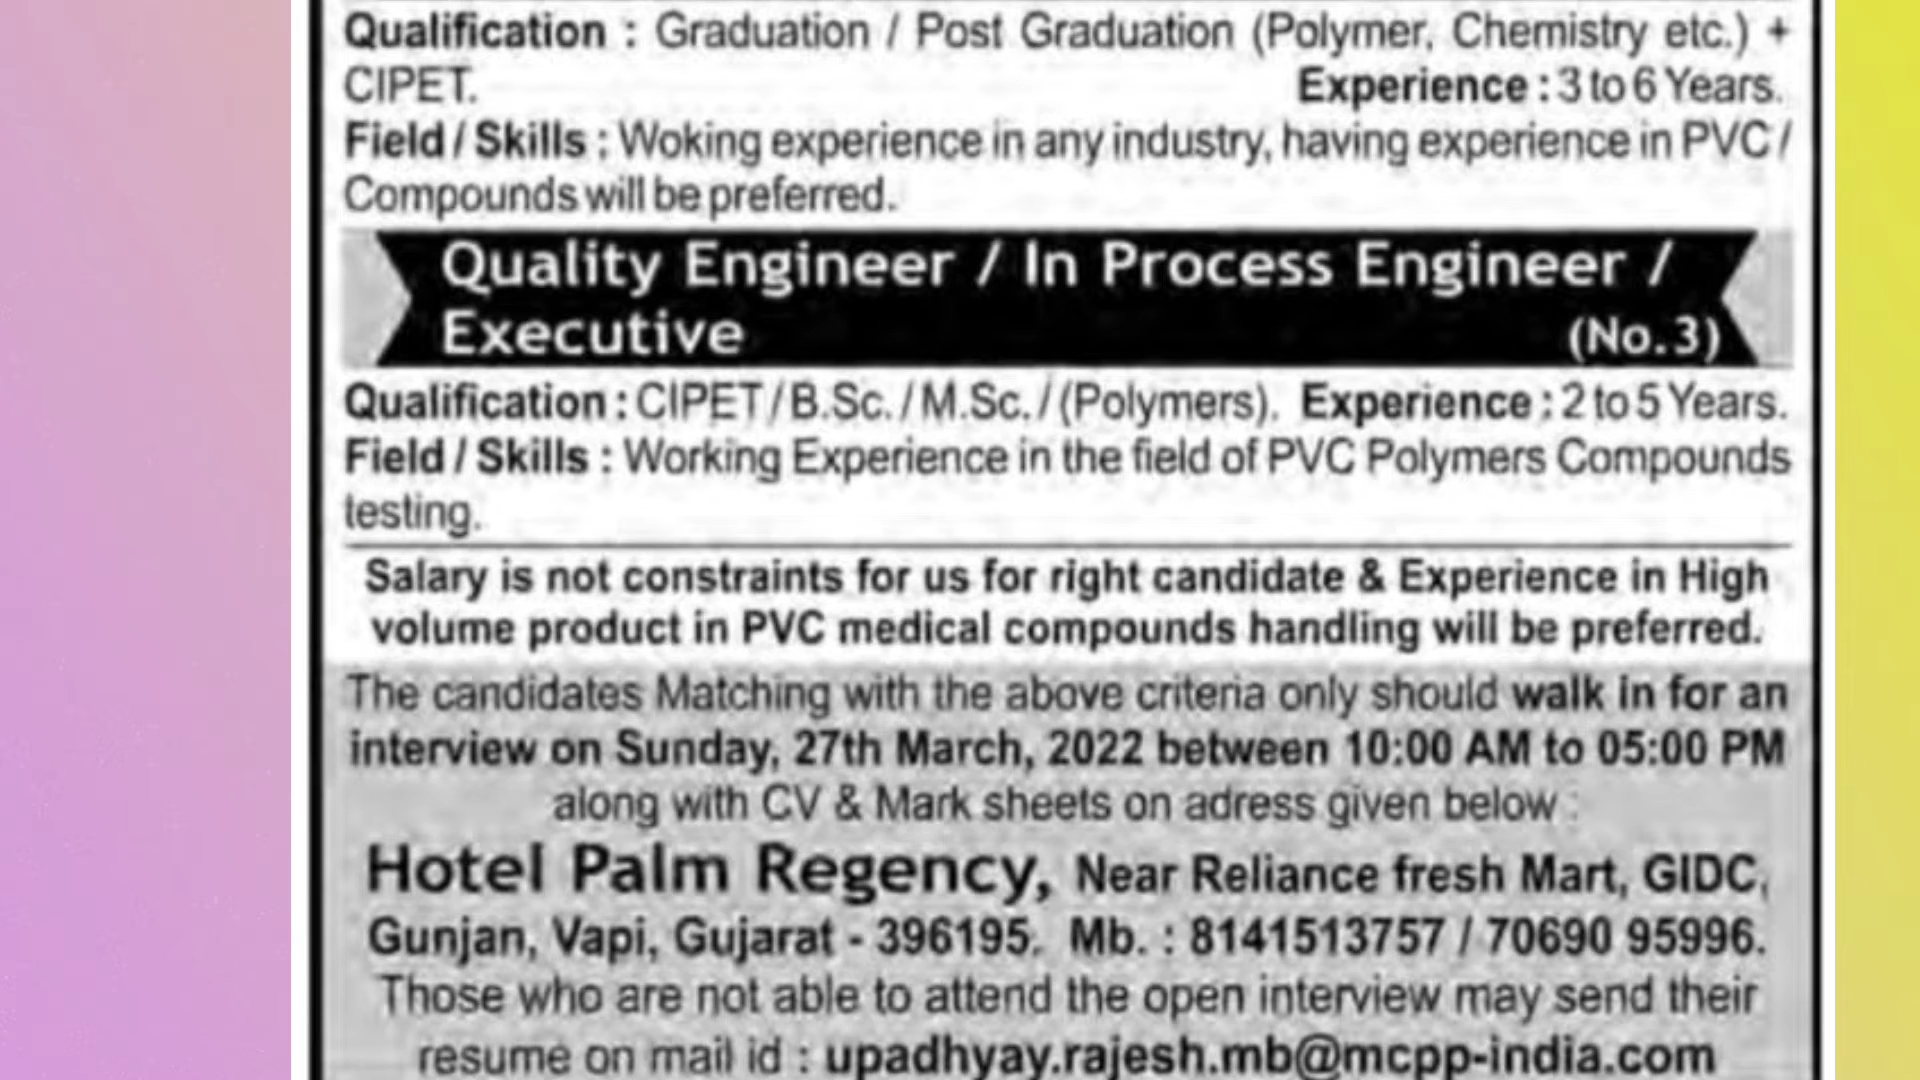 Qualification : Graduation / Post Graduation (Polymer, Chemistry etc.) +
CIPET. Experience : 3 to 6 Years.
Field / Skills : Woking experience in any industry, having experience in PVC /
Compounds will be preferred.
Quality Engineer / In Process Engineer /
Executive (No.3)
Qualification : CIPET / B.Sc. / M.Sc. / (Polymers). Experience : 2 to 5 Years.
Field / Skills : Working Experience in the field of PVC Polymers Compounds
testing.
Salary is not constraints for us for right candidate & Experience in High
volume product in PVC medical compounds handling will be preferred.
The candidates Matching with the above criteria only should walk in for an
interview on Sunday, 27th March, 2022 between 10:00 AM to 05:00 PM
along with CV & Mark sheets on adress given below :
Hotel Palm Regency, Near Reliance fresh Mart, GIDC,
Gunjan, Vapi, Gujarat - 396195. Mb. : 8141513757 / 70690 95996.
Those who are not able to attend the open interview may send their
resume on mail id : upadhyay.rajesh.mb@mcpp-india.com